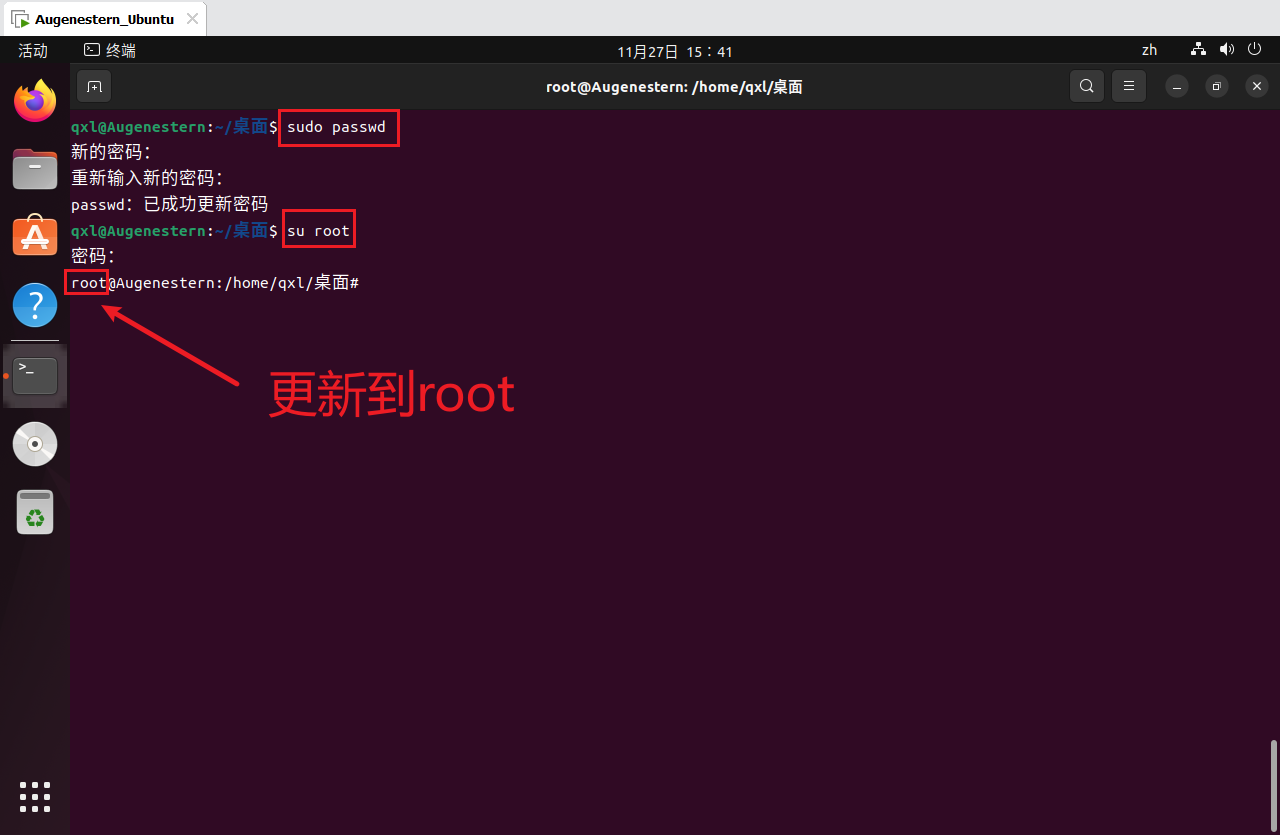 Augenestern_Ubuntu
活动 终端 11月27日 15：41 zh
root@Augenestern: /home/qxl/桌面
qxl@Augenestern:~/桌面$ sudo passwd
新的密码：
重新输入新的密码：
passwd：已成功更新密码
qxl@Augenestern:~/桌面$ su root
密码：
root@Augenestern:/home/qxl/桌面#
更新到root